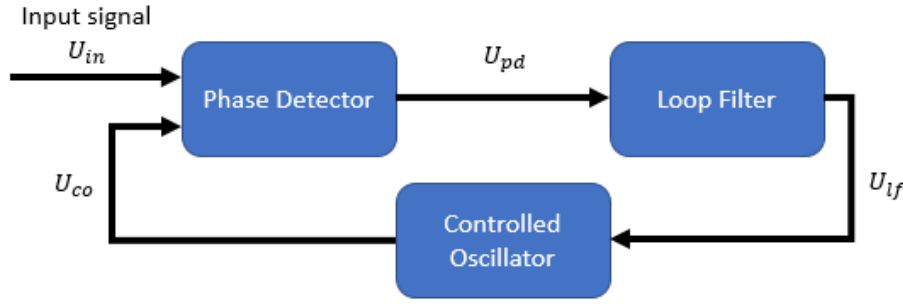 Input signal
U_in
Phase Detector
U_pd
Loop Filter
U_co
U_lf
Controlled
Oscillator